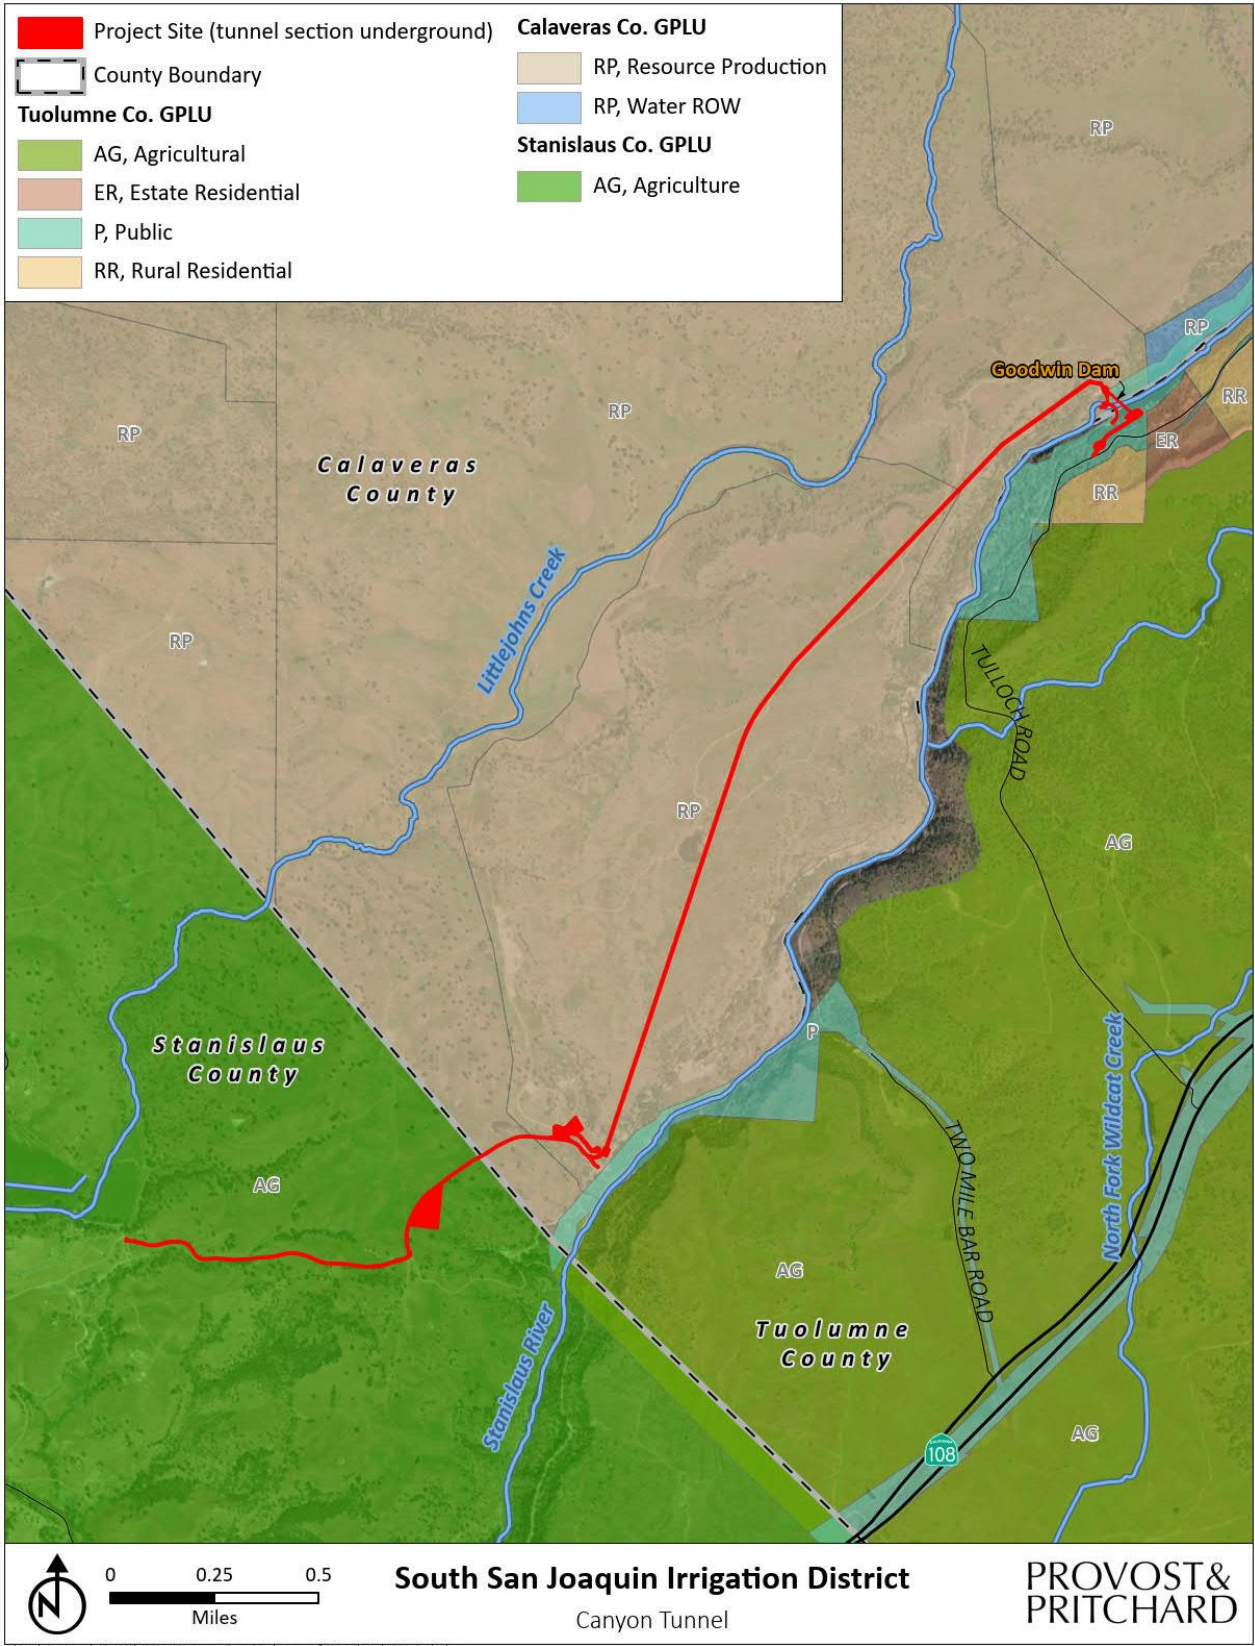 Project Site (tunnel section underground)
County Boundary
Tuolumne Co. GPLU
AG, Agricultural
ER, Estate Residential
P, Public
RR, Rural Residential
Calaveras Co. GPLU
RP, Resource Production
RP, Water ROW
Stanislaus Co. GPLU
AG, Agriculture
RP
RP
Goodwin Dam
RR
RP
RP
ER
Calaveras
County
RR
Littlejohns Creek
RP
TULLOCH ROAD
RP
AG
P
Stanislaus
County
North Fork Wildcat Creek
AG
TWO MILE BAR ROAD
AG
Tuolumne
County
Stanislaus River
AG
CALIFORNIA
108
N
0 0.25 0.5
Miles
South San Joaquin Irrigation District
Canyon Tunnel
PROVOST&
PRITCHARD